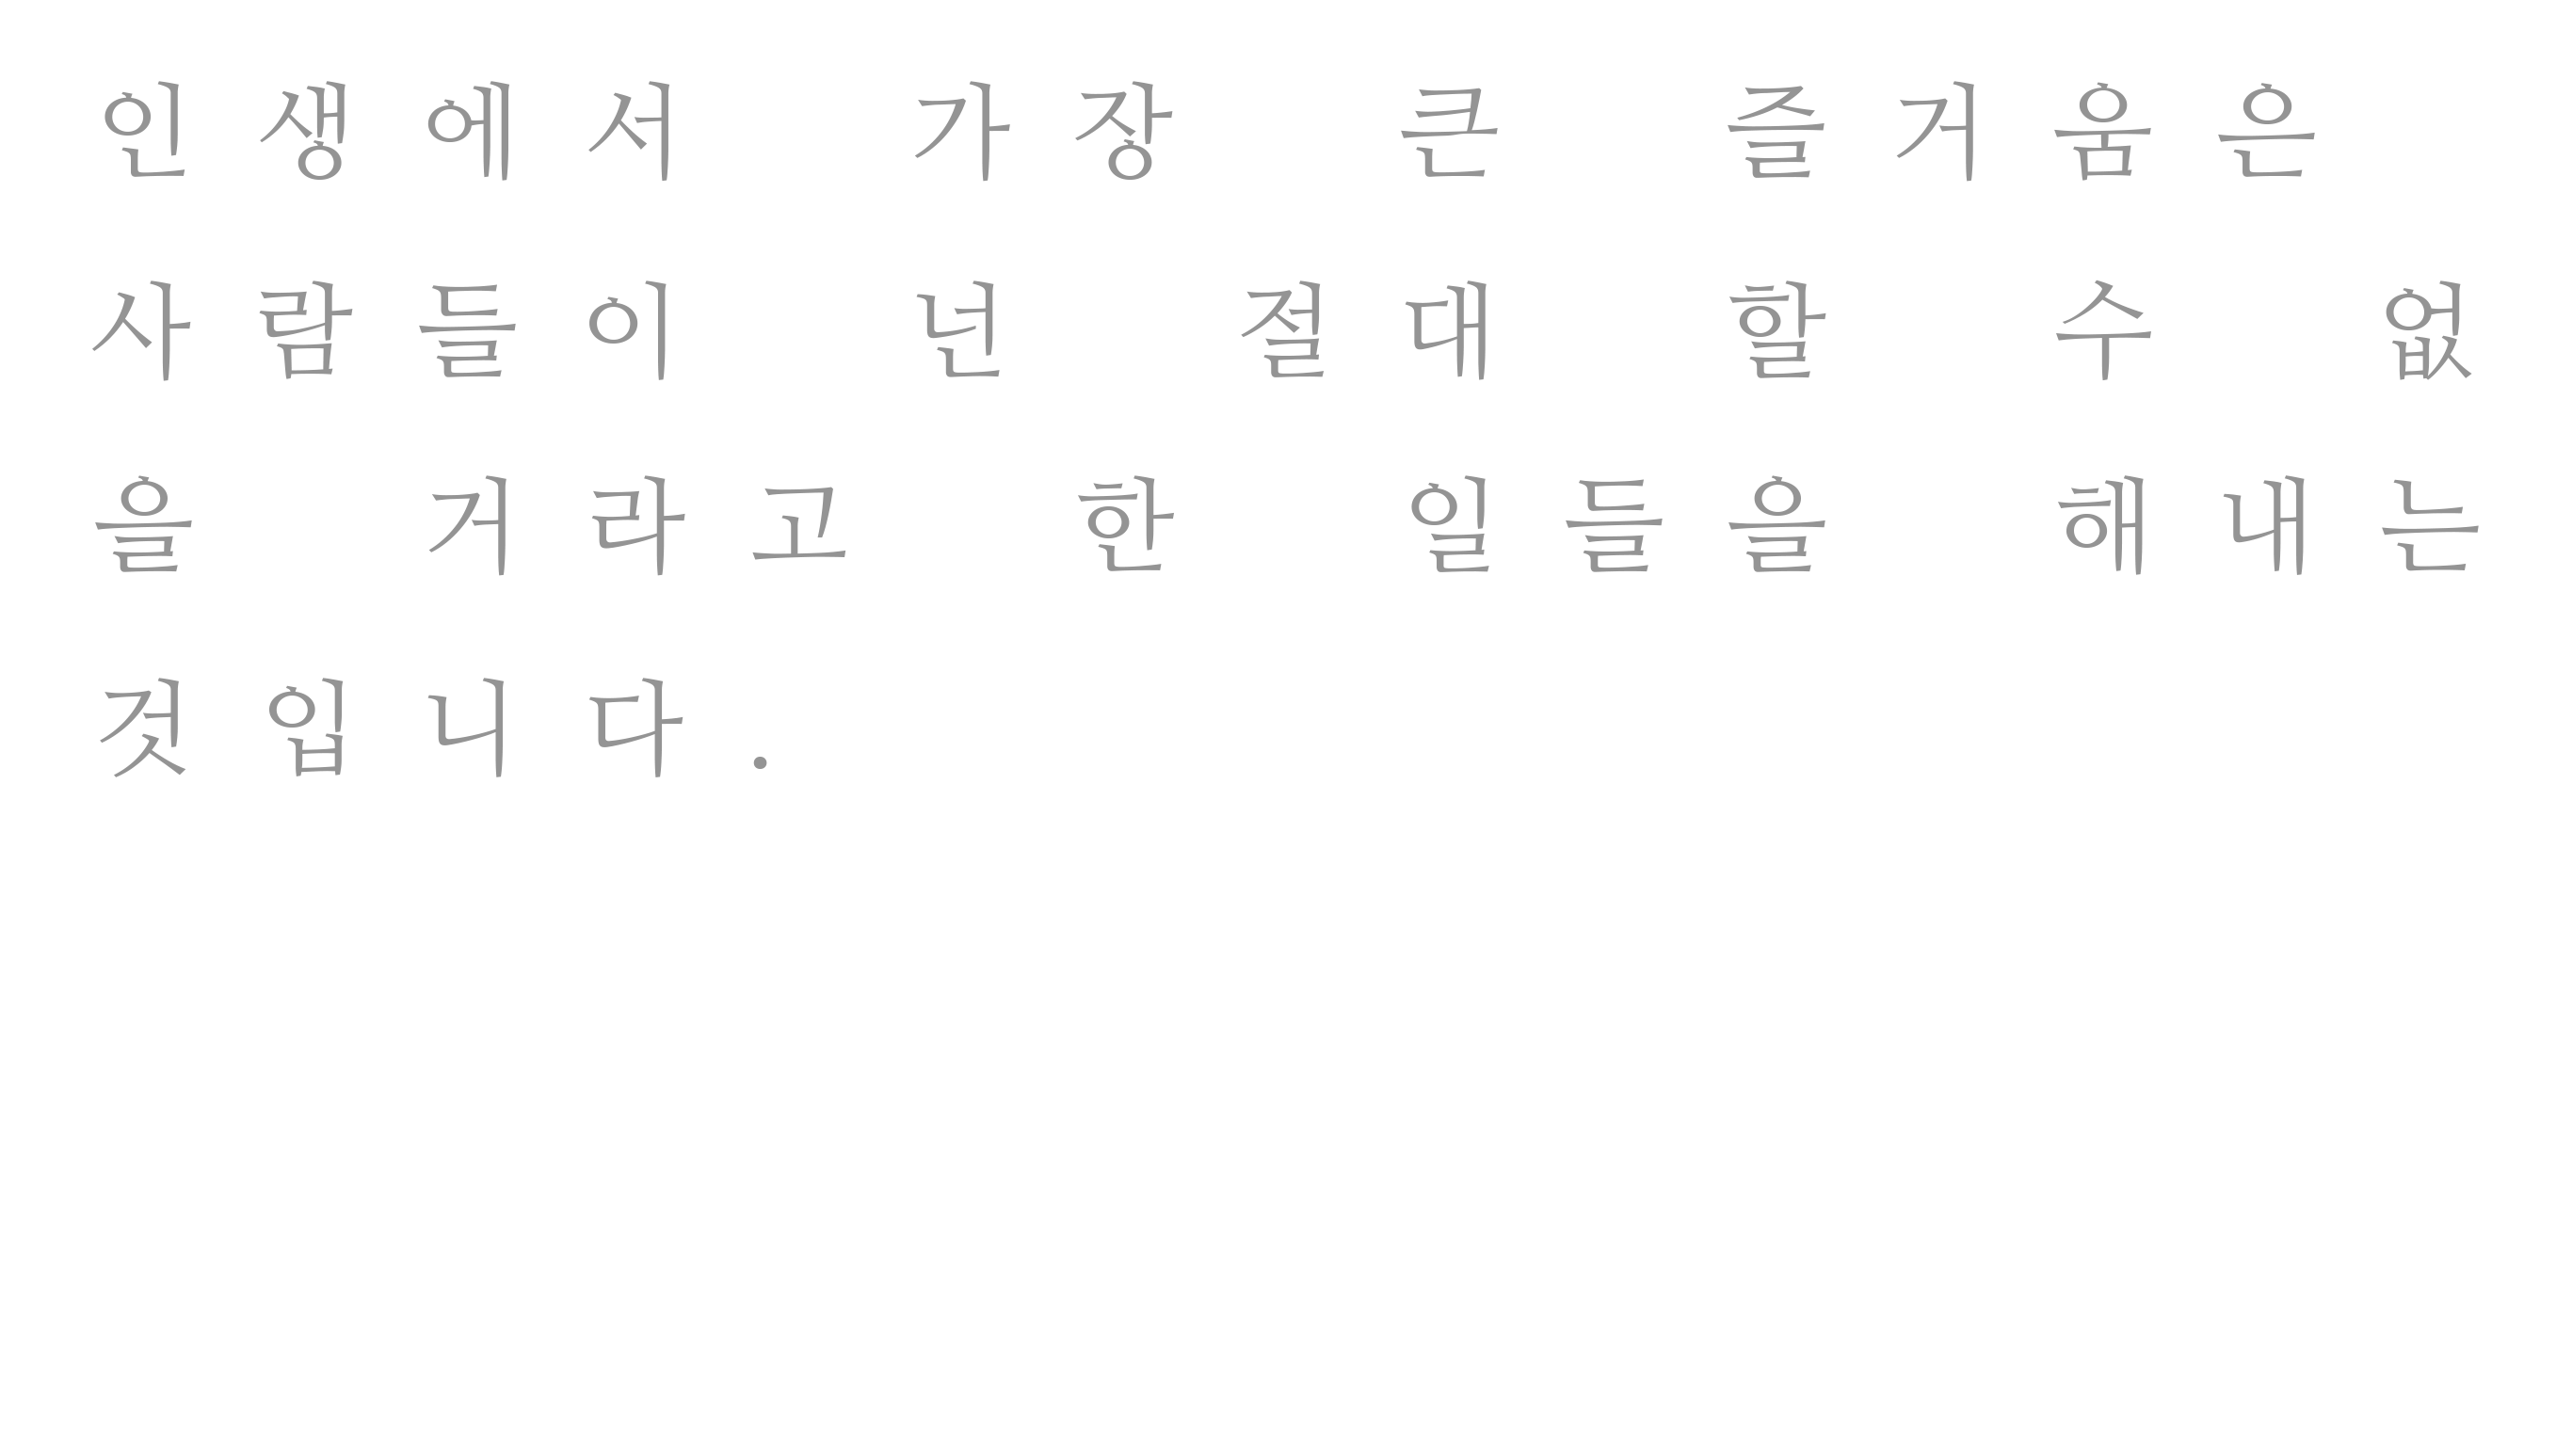 인생에서 가장 큰 즐거움은
사람들이 넌 절대 할 수 없
을 거라고 한 일들을 해내는
것입니다.